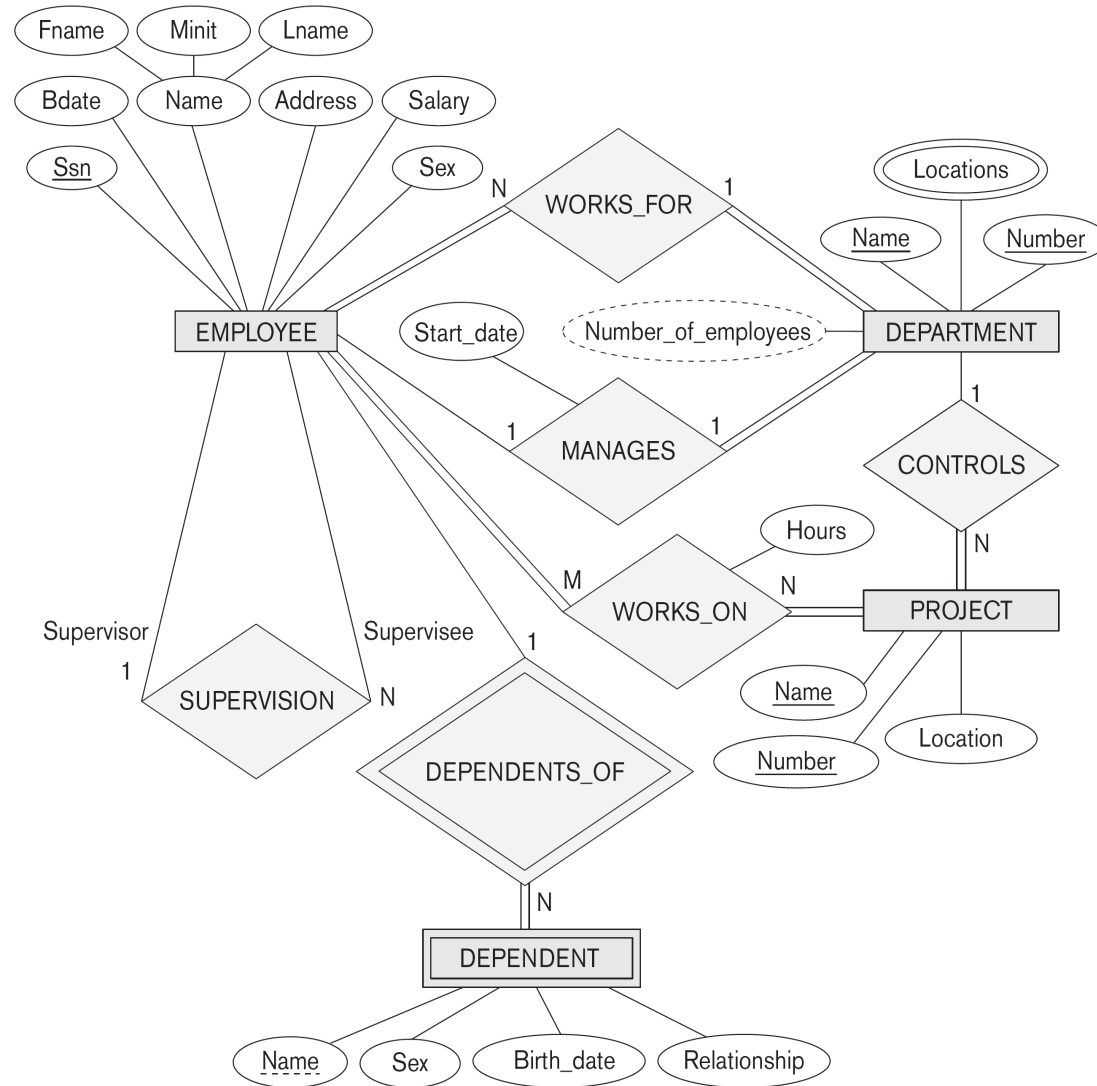 Fname
Minit
Lname
Bdate
Name
Address
Salary
Ssn
Sex
N
WORKS_FOR
1
Locations
Name
Number
EMPLOYEE
Start_date
Number_of_employees
DEPARTMENT
1
MANAGES
1
1
CONTROLS
N
Hours
M
WORKS_ON
N
PROJECT
Supervisor
1
SUPERVISION
Supervisee
N
1
Name
Number
Location
DEPENDENTS_OF
N
DEPENDENT
Name
Sex
Birth_date
Relationship